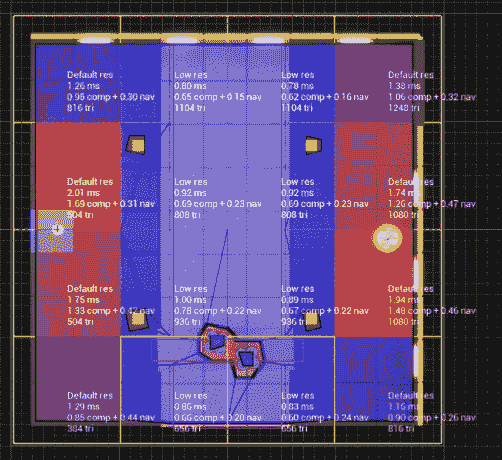 Default res
1.26 ms
0.96 comp + 0.30 nav
816 tri
Low res
0.80 ms
0.65 comp + 0.15 nav
1104 tri
Low res
0.78 ms
0.62 comp + 0.16 nav
1104 tri
Default res
1.38 ms
1.06 comp + 0.32 nav
1248 tri
Default res
2.01 ms
1.69 comp + 0.31 nav
504 tri
Low res
0.92 ms
0.69 comp + 0.23 nav
808 tri
Low res
0.92 ms
0.69 comp + 0.23 nav
808 tri
Default res
1.74 ms
1.26 comp + 0.47 nav
1080 tri
Default res
1.75 ms
1.33 comp + 0.42 nav
504 tri
Low res
1.00 ms
0.78 comp + 0.22 nav
936 tri
Low res
0.89 ms
0.67 comp + 0.22 nav
936 tri
Default res
1.94 ms
1.48 comp + 0.46 nav
1080 tri
Default res
1.29 ms
0.85 comp + 0.44 nav
384 tri
Low res
0.86 ms
0.66 comp + 0.20 nav
656 tri
Low res
0.83 ms
0.60 comp + 0.24 nav
656 tri
Default res
1.16 ms
0.90 comp + 0.26 nav
816 tri